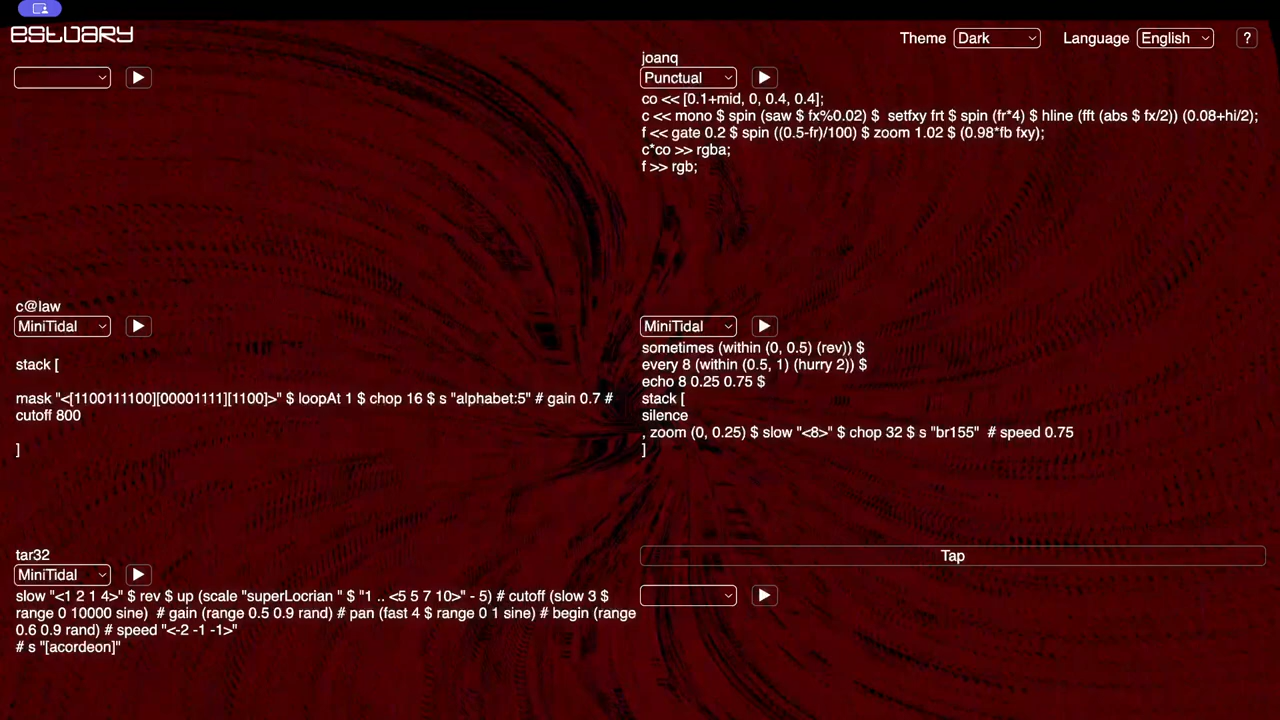 estuary
Theme Dark
Language English
?
joanq
Punctual
co << [0.1+mid, 0, 0.4, 0.4];
c << mono $ spin (saw $ fx%0.02) $  setfxy frt $ spin (fr*4) $ hline (fft (abs $ fx/2)) (0.08+hi/2);
f << gate 0.2 $ spin ((0.5-fr)/100) $ zoom 1.02 $ (0.98*fb fxy);
c*co >> rgba;
f >> rgb;
c@law
MiniTidal
stack [
mask "<[1100111100][00001111][1100]>" $ loopAt 1 $ chop 16 $ s "alphabet:5" # gain 0.7 #
cutoff 800
]
MiniTidal
sometimes (within (0, 0.5) (rev)) $
every 8 (within (0.5, 1) (hurry 2)) $
echo 8 0.25 0.75 $
stack [
silence
, zoom (0, 0.25) $ slow "<8>" $ chop 32 $ s "br155"  # speed 0.75
]
tar32
MiniTidal
slow "<1 2 1 4>" $ rev $ up (scale "superLocrian " $ "1 .. <5 5 7 10>" - 5) # cutoff (slow 3 $
range 0 10000 sine)  # gain (range 0.5 0.9 rand) # pan (fast 4 $ range 0 1 sine) # begin (range
0.6 0.9 rand) # speed "<-2 -1 -1>"
# s "[acordeon]"
Tap